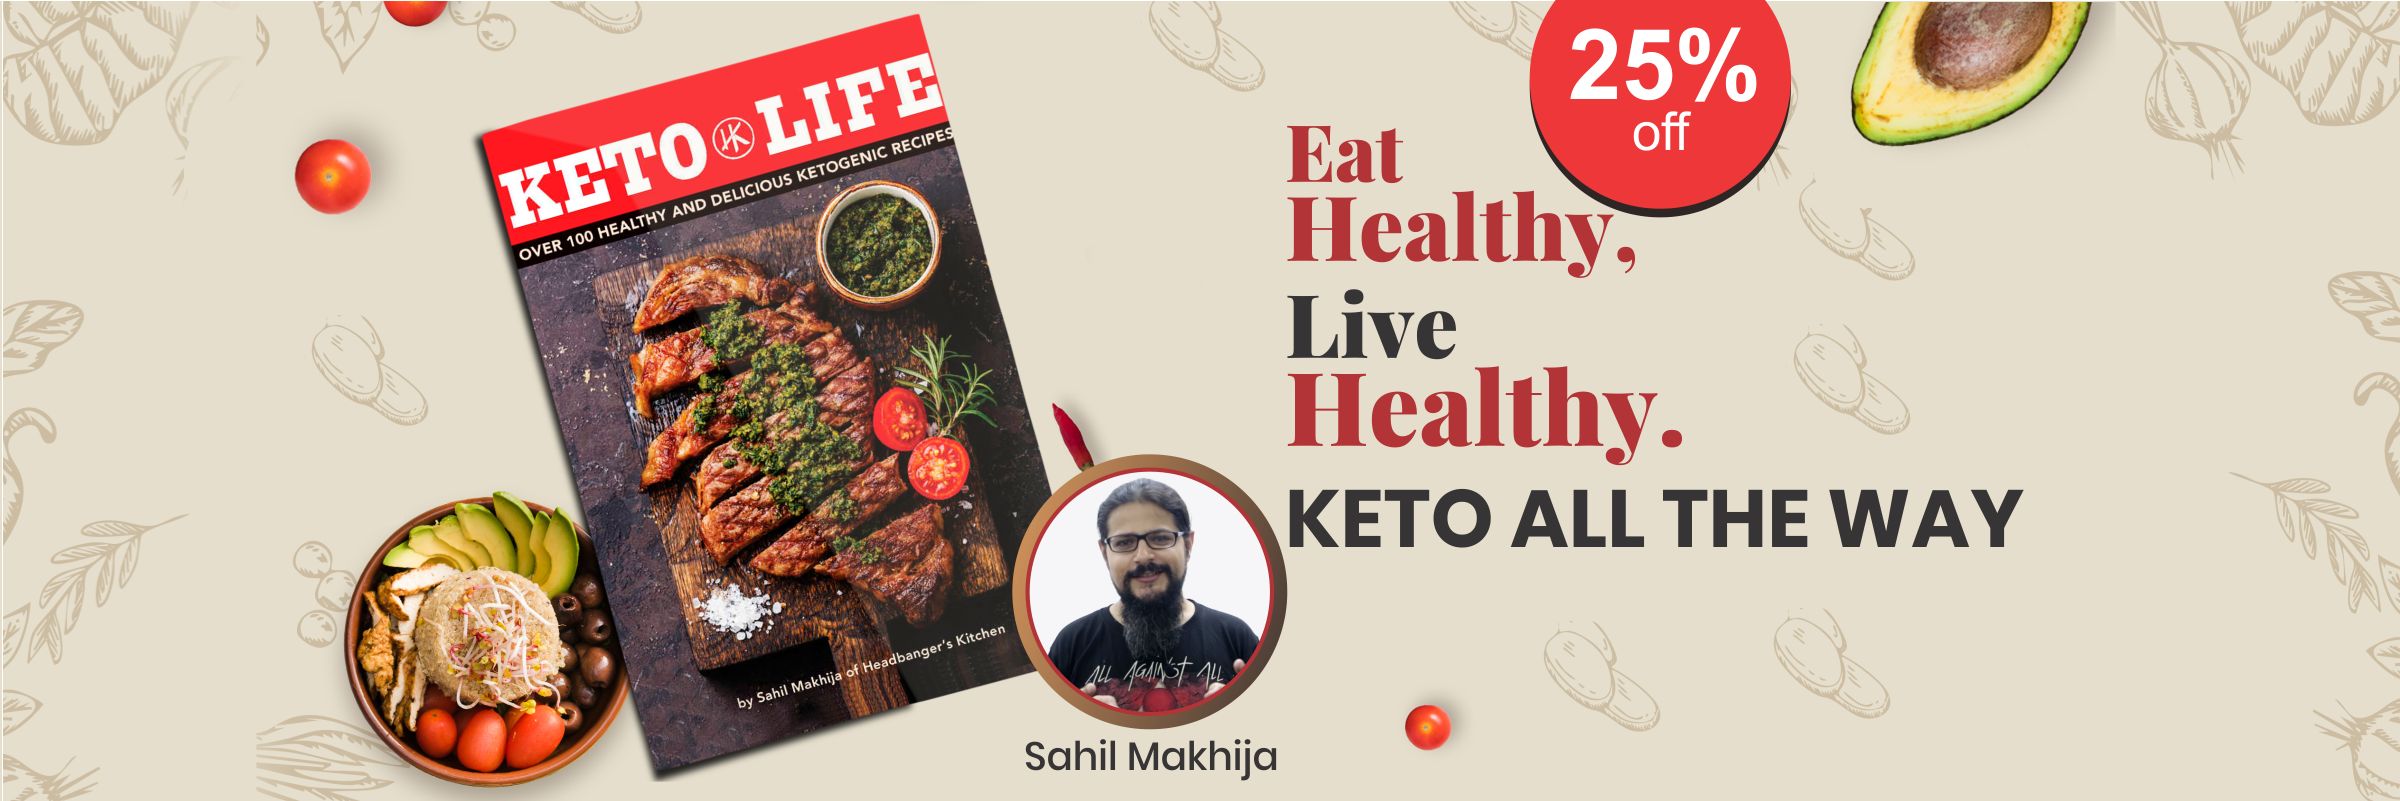 KETO HK LIFE
OVER 100 HEALTHY AND DELICIOUS KETOGENIC RECIPES
by Sahil Makhija of Headbanger's Kitchen
ALL AGAINST ALL
Sahil Makhija
25%
off
Eat
Healthy,
Live
Healthy.
KETO ALL THE WAY